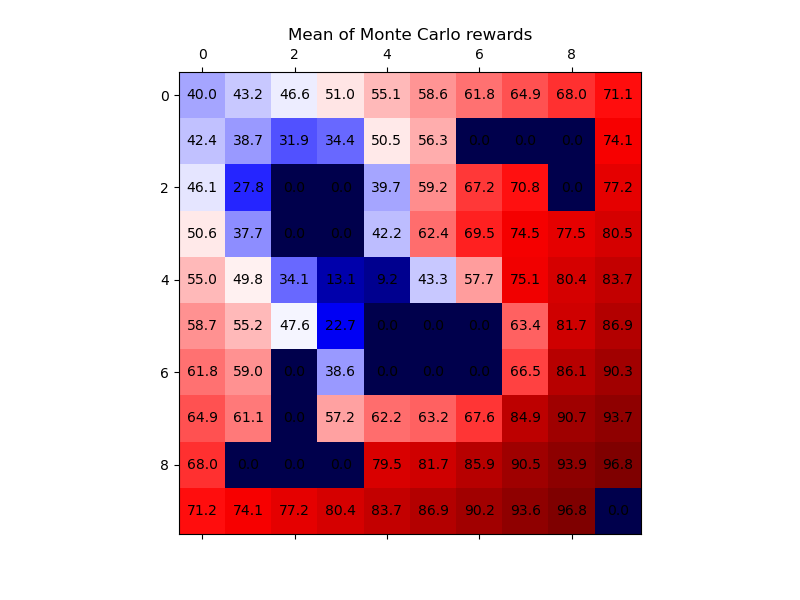 Mean of Monte Carlo rewards
0 2 4 6 8
0 40.0 43.2 46.6 51.0 55.1 58.6 61.8 64.9 68.0 71.1
42.4 38.7 31.9 34.4 50.5 56.3 0.0 0.0 0.0 74.1
2 46.1 27.8 0.0 0.0 39.7 59.2 67.2 70.8 0.0 77.2
50.6 37.7 0.0 0.0 42.2 62.4 69.5 74.5 77.5 80.5
4 55.0 49.8 34.1 13.1 9.2 43.3 57.7 75.1 80.4 83.7
58.7 55.2 47.6 22.7 0.0 0.0 0.0 63.4 81.7 86.9
6 61.8 59.0 0.0 38.6 0.0 0.0 0.0 66.5 86.1 90.3
64.9 61.1 0.0 57.2 62.2 63.2 67.6 84.9 90.7 93.7
8 68.0 0.0 0.0 0.0 79.5 81.7 85.9 90.5 93.9 96.8
71.2 74.1 77.2 80.4 83.7 86.9 90.2 93.6 96.8 0.0